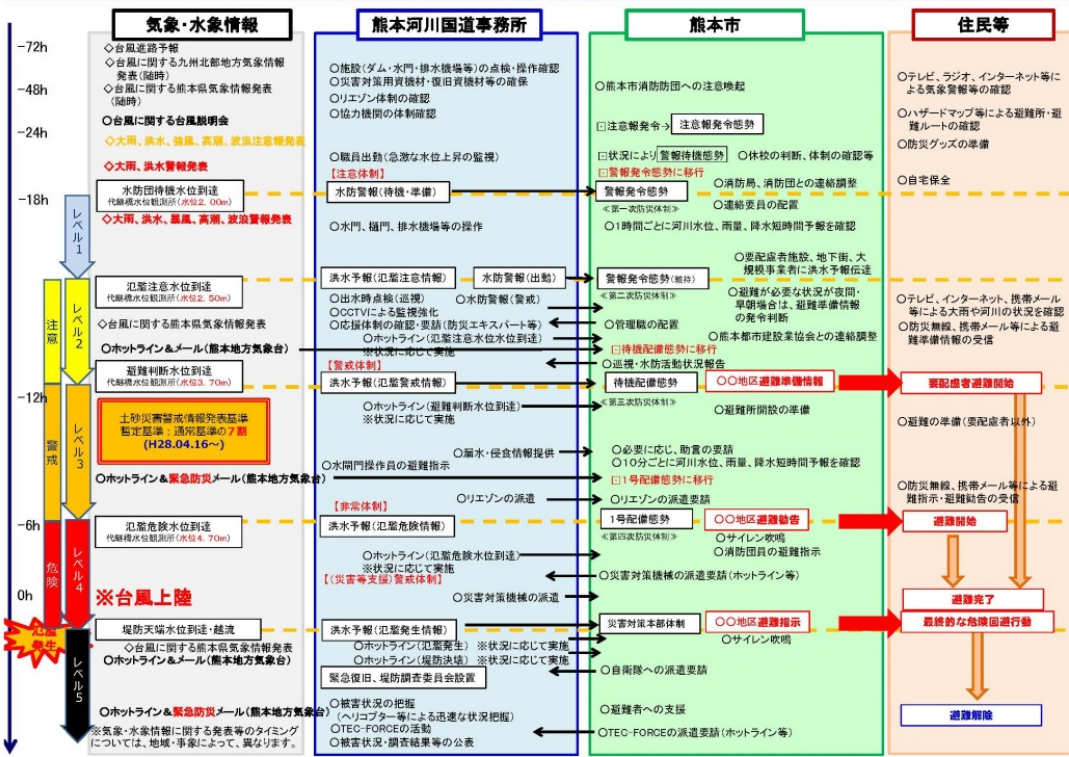 気象・水象情報
熊本河川国道事務所
熊本市
住民等
-72h
-48h
-24h
-18h
-12h
-6h
0h
レベル1
レベル2
レベル3
レベル4
レベル5
注意
警戒
危険
氾濫
発生
◇台風進路予報
◇台風に関する九州北部地方気象情報
発表(随時)
◇台風に関する熊本県気象情報発表
(随時)
○台風に関する台風説明会
◇大雨、洪水、強風、高潮、波浪注意報発表
◇大雨、洪水警報発表
水防団待機水位到達
代継橋水位観測所(水位2.00m)
◇大雨、洪水、暴風、高潮、波浪警報発表
氾濫注意水位到達
代継橋水位観測所(水位2.50m)
◇台風に関する熊本県気象情報発表
○ホットライン&メール(熊本地方気象台)
避難判断水位到達
代継橋水位観測所(水位3.70m)
土砂災害警戒情報発表基準
暫定基準:通常基準の7割
(H28.04.16~)
○ホットライン&緊急防災メール(熊本地方気象台)
氾濫危険水位到達
代継橋水位観測所(水位4.70m)
※台風上陸
堤防天端水位到達・越流
◇台風に関する熊本県気象情報発表
○ホットライン&メール(熊本地方気象台)
○ホットライン&緊急防災メール(熊本地方気象台)
※気象・水象情報に関する発表等のタイミング
については、地域・事象によって、異なります。
○施設(ダム・水門・排水機場等)の点検・操作確認
○災害対策用資機材・復旧資機材等の確保
○リエゾン体制の確認
○協力機関の体制確認
○職員出動(急激な水位上昇の監視)
【注意体制】
水防警報(待機・準備)
○水門、樋門、排水機場等の操作
洪水予報(氾濫注意情報)
水防警報(出動)
○出水時点検(巡視)
○水防警報(警戒)
○CCTVによる監視強化
○応援体制の確認・要請(防災エキスパート等)
○ホットライン(氾濫注意水位水位到達)
※状況に応じて実施
【警戒体制】
洪水予報(氾濫警戒情報)
○ホットライン(避難判断水位到達)
※状況に応じて実施
○漏水・侵食情報提供
○水閘門操作員の避難指示
○リエゾンの派遣
【非常体制】
洪水予報(氾濫危険情報)
○ホットライン(氾濫危険水位到達)
※状況に応じて実施
【(災害等支援)警戒体制】
○災害対策機械の派遣
洪水予報(氾濫発生情報)
○ホットライン(氾濫発生) ※状況に応じて実施
○ホットライン(堤防決壊) ※状況に応じて実施
緊急復旧、堤防調査委員会設置
○被害状況の把握
(ヘリコプター等による迅速な状況把握)
○TEC-FORCEの活動
○被害状況・調査結果等の公表
○熊本市消防防団への注意喚起
⊡注意報発令→
注意報発令態勢
⊡状況により
警報待機態勢
○休校の判断、体制の確認等
⊡警報発令態勢に移行
警報発令態勢
○消防局、消防団との連絡調整
≪第一次防災体制≫
○連絡委員の配置
○1時間ごとに河川水位、雨量、降水短時間予報を確認
○要配慮者施設、地下街、大
規模事業者に洪水予報伝達
警報発令態勢(維持)
≪第二次防災体制≫
○避難が必要な状況が夜間・
早朝場合は、避難準備情報
の発令判断
○管理職の配置
○熊本都市建設業協会との連絡調整
⊡待機配備態勢に移行
○巡視・水防活動状況報告
待機配備態勢
〇〇地区避難準備情報
≪第三次防災体制≫
○避難所開設の準備
○必要に応じ、助言の要請
○10分ごとに河川水位、雨量、降水短時間予報を確認
⊡1号配備態勢に移行
○リエゾンの派遣要請
1号配備態勢
〇〇地区避難勧告
≪第四次防災体制≫
○サイレン吹鳴
○消防団員の避難指示
○災害対策機械の派遣要請(ホットライン等)
災害対策本部体制
〇〇地区避難指示
○サイレン吹鳴
○自衛隊への派遣要請
○避難者への支援
○TEC-FORCEの派遣要請(ホットライン等)
○テレビ、ラジオ、インターネット等に
よる気象警報等の確認
○ハザードマップ等による避難所・避
難ルートの確認
○防災グッズの準備
○自宅保全
○テレビ、インターネット、携帯メール
等による大雨や河川の状況を確認
○防災無線、携帯メール等による避
難準備情報の受信
要配慮者避難開始
○避難の準備(要配慮者以外)
○防災無線、携帯メール等による避
難指示・避難勧告の受信
避難開始
避難完了
最終的な危険回避行動
避難解除